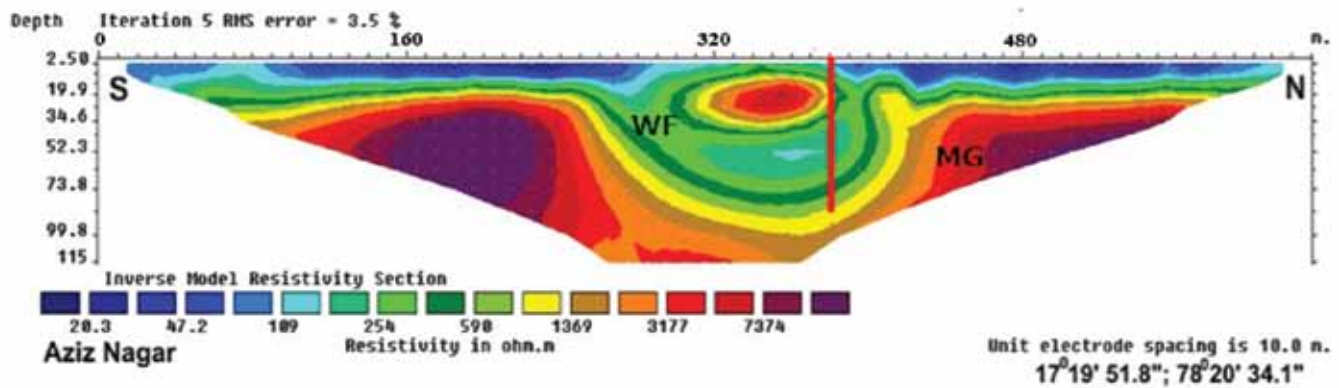 Depth Iteration 5 RMS error = 3.5 %
0 160 320 480 m.
2.50
S N
19.9
34.6 WF
52.3 MG
73.8
99.8
115
Inverse Model Resistivity Section
20.3 47.2 109 254 590 1369 3177 7374
Resistivity in ohm.m
Aziz Nagar
Unit electrode spacing is 10.0 m.
17°19' 51.8"; 78°20' 34.1"